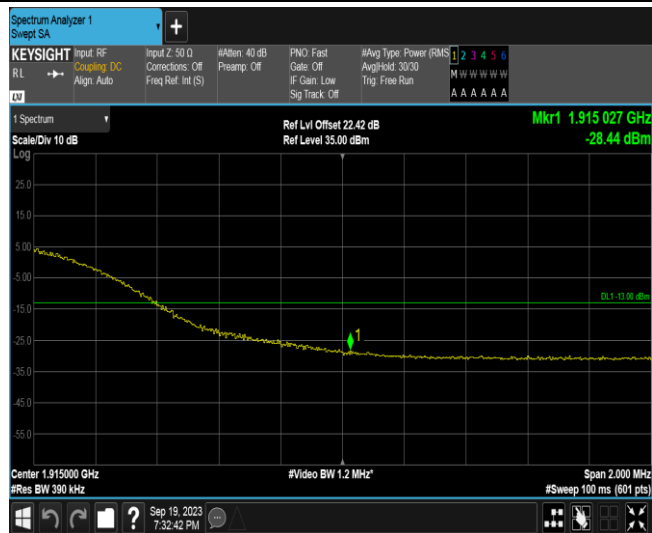 Spectrum Analyzer 1
Swept SA
+
KEYSIGHT
RL
Input: RF
Coupling: DC
Align: Auto
Input Z: 50 Ω
Corrections: Off
Freq Ref: Int (S)
#Atten: 40 dB
Preamp: Off
PNO: Fast
Gate: Off
IF Gain: Low
Sig Track: Off
#Avg Type: Power (RMS
Avg|Hold: 30/30
Trig: Free Run
1 2 3 4 5 6
M W W W W W
A A A A A A
LXI
1 Spectrum
Scale/Div 10 dB
Ref Lvl Offset 22.42 dB
Ref Level 35.00 dBm
Mkr1 1.915 027 GHz
-28.44 dBm
Log
25.0
15.0
5.00
-5.00
DL1 -13.00 dBm
-15.0
1
-25.0
-35.0
-45.0
-55.0
Center 1.915000 GHz
#Res BW 390 kHz
#Video BW 1.2 MHz*
Span 2.000 MHz
#Sweep 100 ms (601 pts)
?
Sep 19, 2023
7:32:42 PM